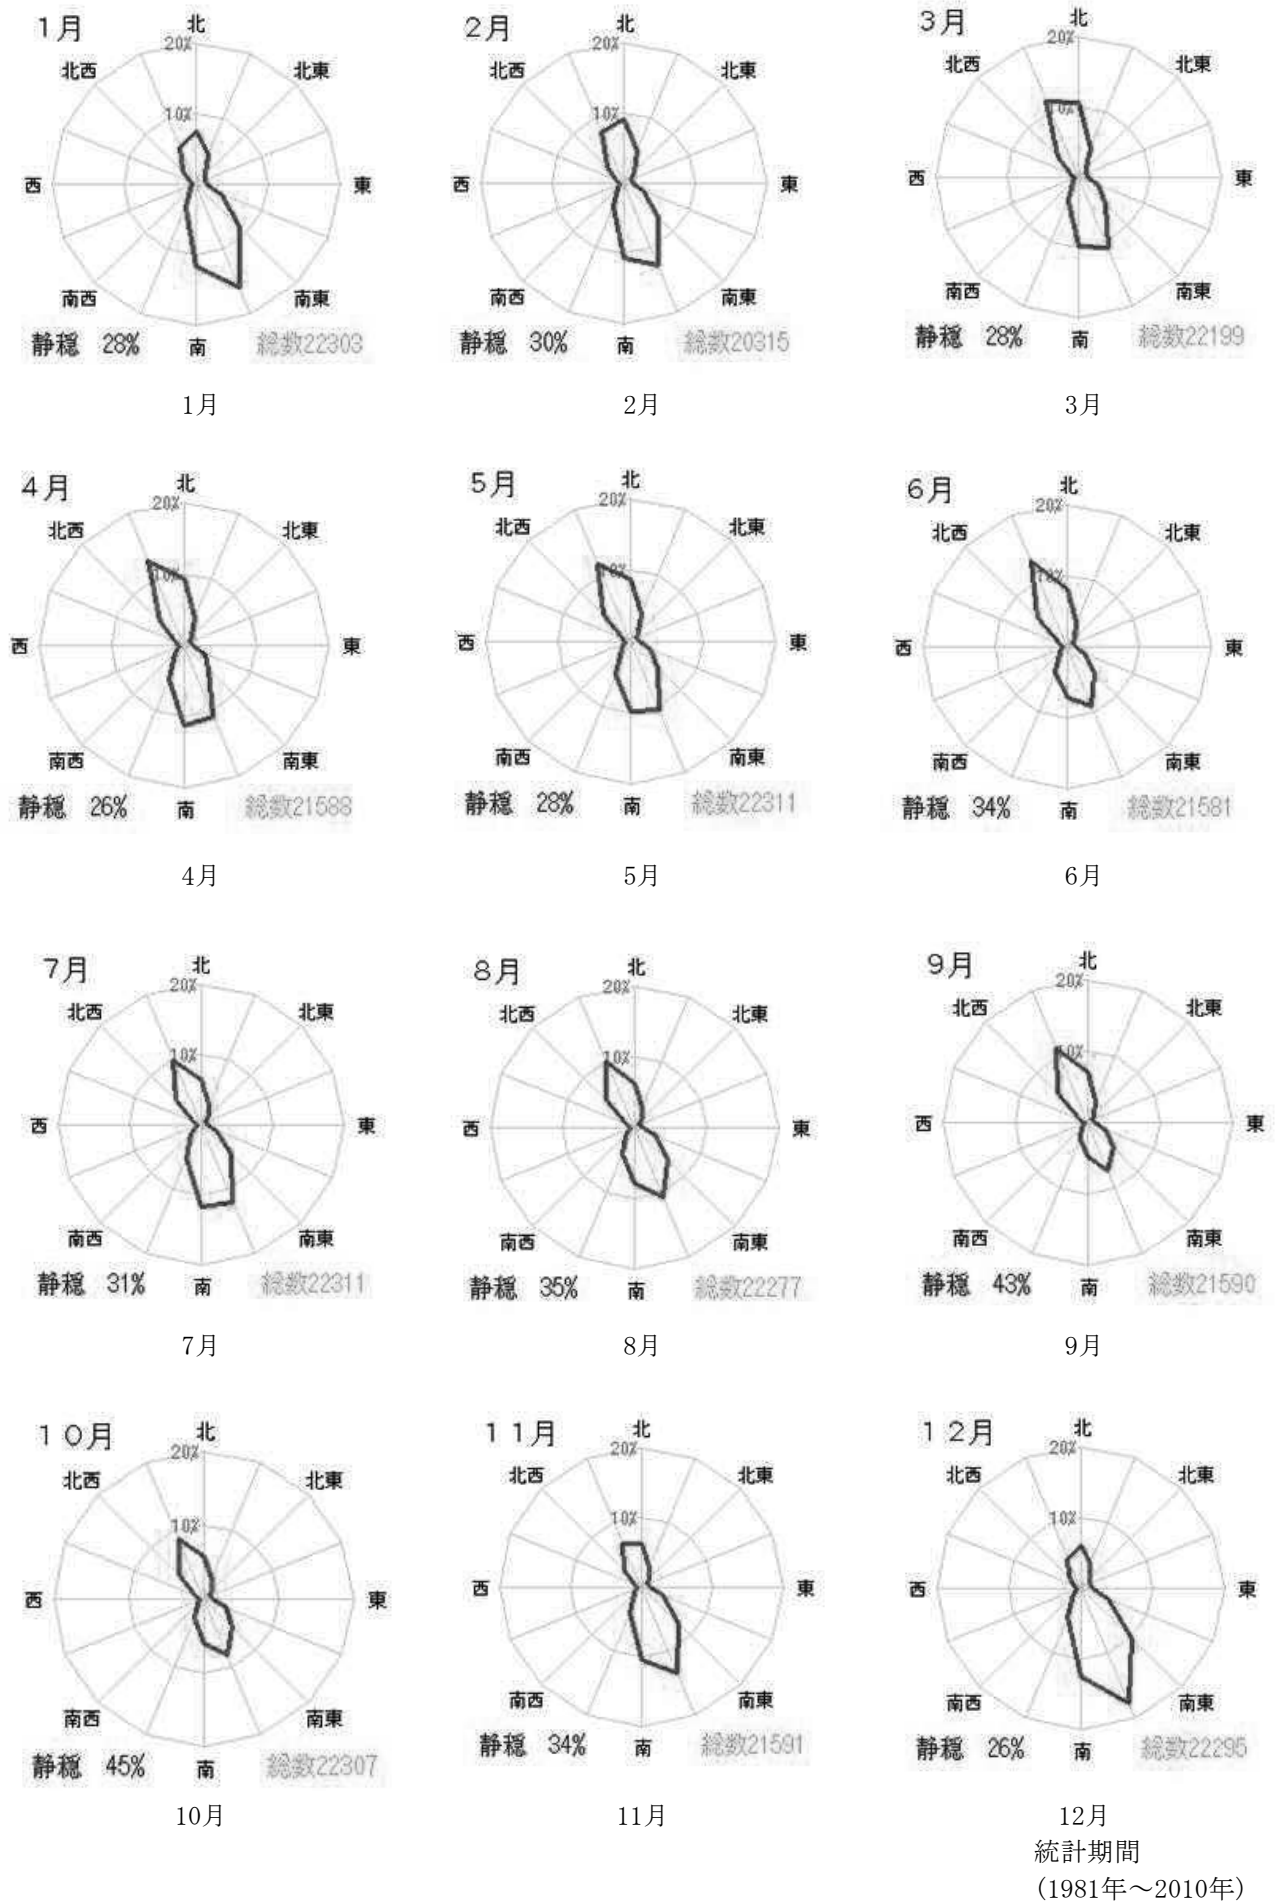 1月
北
20%
北西
北東
10%
西
東
南西
南東
静穏 28%
南
総数22303
1月
2月
北
20%
北西
北東
10%
西
東
南西
南東
静穏 30%
南
総数20315
2月
3月
北
20%
北西
北東
10%
西
東
南西
南東
静穏 28%
南
総数22199
3月
4月
北
20%
北西
北東
10%
西
東
南西
南東
静穏 26%
南
総数21588
4月
5月
北
20%
北西
北東
10%
西
東
南西
南東
静穏 28%
南
総数22311
5月
6月
北
20%
北西
北東
10%
西
東
南西
南東
静穏 34%
南
総数21581
6月
7月
北
20%
北西
北東
10%
西
東
南西
南東
静穏 31%
南
総数22311
7月
8月
北
20%
北西
北東
10%
西
東
南西
南東
静穏 35%
南
総数22277
8月
9月
北
20%
北西
北東
10%
西
東
南西
南東
静穏 43%
南
総数21590
9月
10月
北
20%
北西
北東
10%
西
東
南西
南東
静穏 45%
南
総数22307
10月
11月
北
20%
北西
北東
10%
西
東
南西
南東
静穏 34%
南
総数21591
11月
12月
北
20%
北西
北東
10%
西
東
南西
南東
静穏 26%
南
総数22295
12月
統計期間
(1981年～2010年)